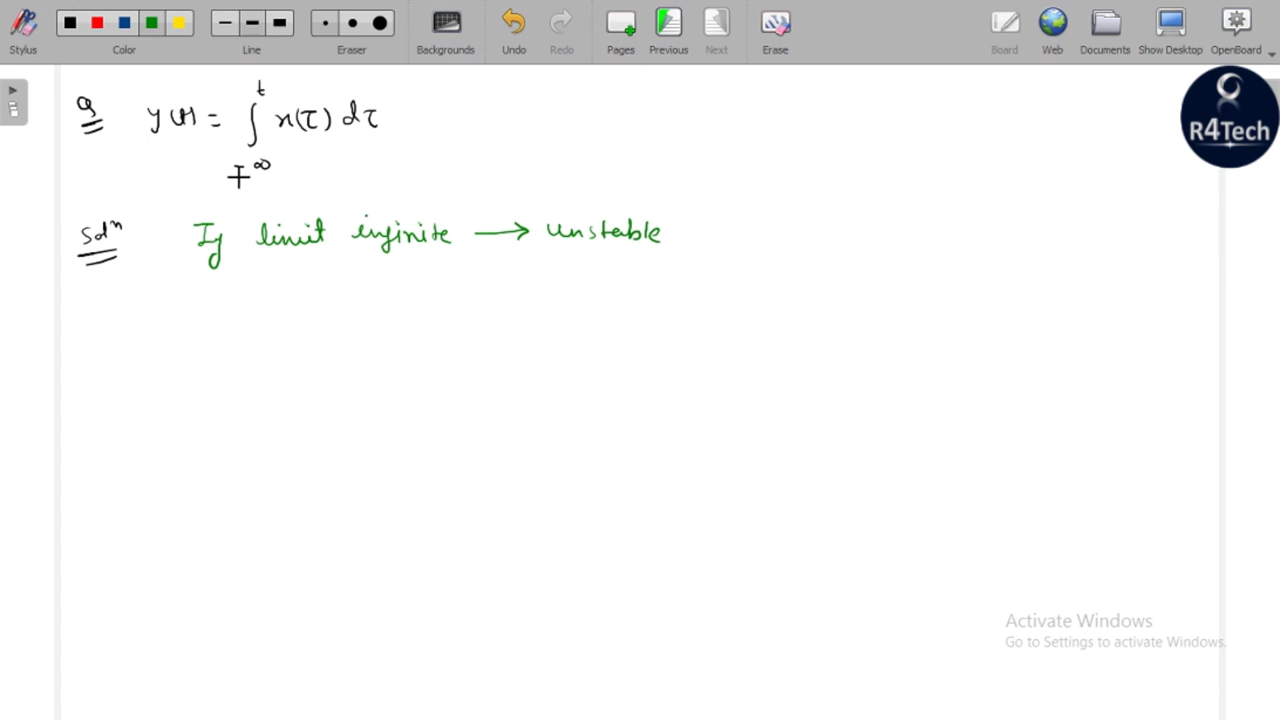 Stylus
Color
Line
Eraser
Backgrounds
Undo
Redo
Pages
Previous
Next
Erase
Board
Web
Documents
Show Desktop
OpenBoard
R4Tech
Q y(t) = ∫ x(τ) dτ
t
∞
Solⁿ If limit infinite → unstable
Activate Windows
Go to Settings to activate Windows.